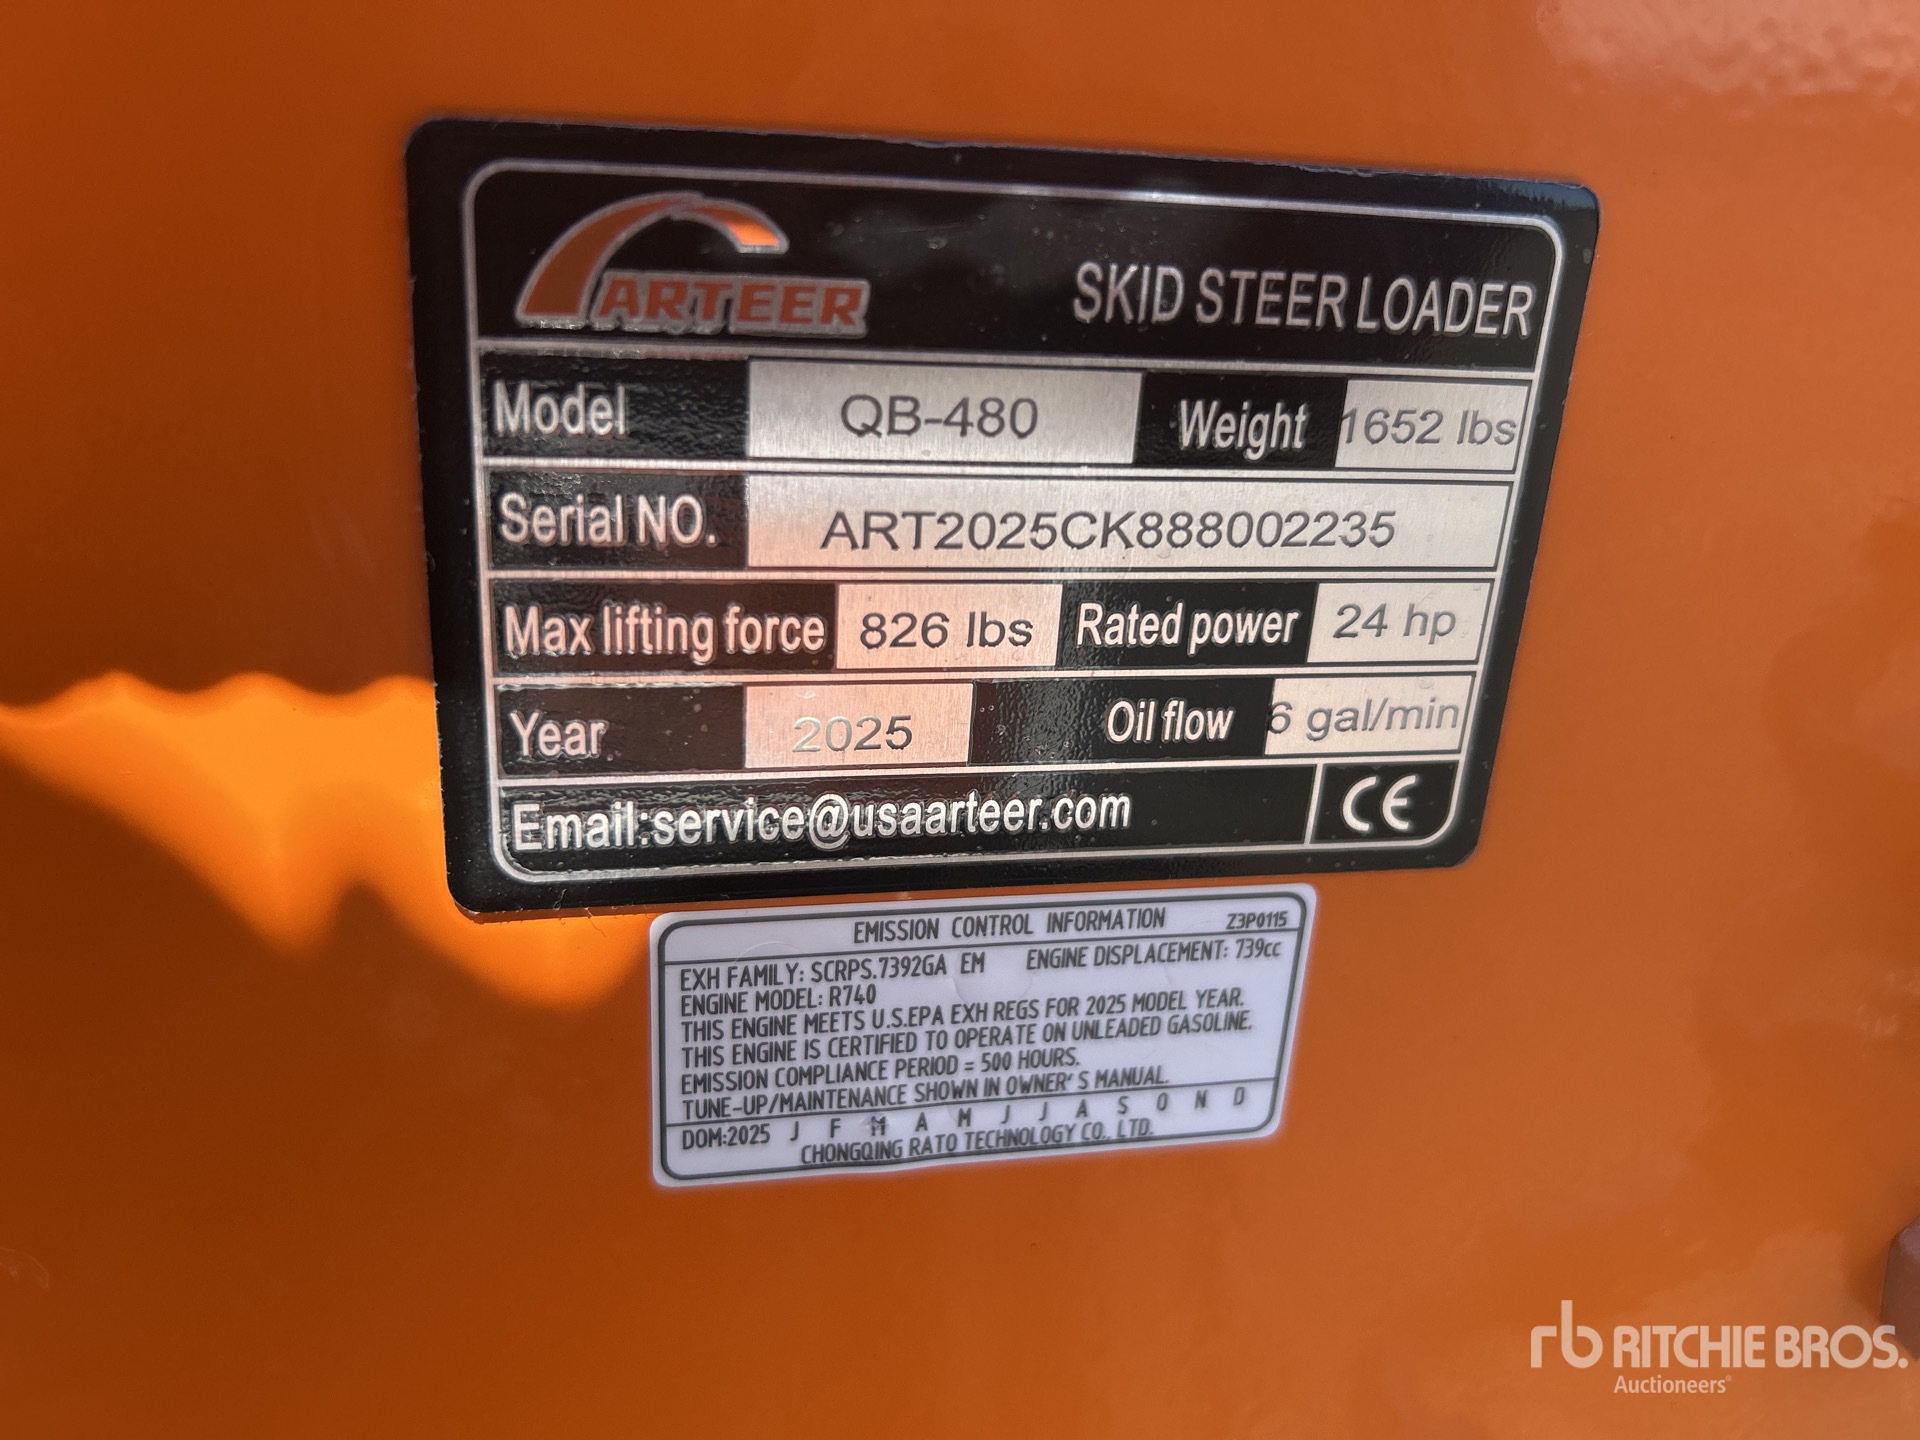 ARTEER SKID STEER LOADER
Model QB-480 Weight 1652 lbs
Serial NO. ART2025CK888002235
Max lifting force 826 lbs Rated power 24 hp
Year 2025 Oil flow 6 gal/min
Email:service@usaarteer.com CE
EMISSION CONTROL INFORMATION Z3P0115
EXH FAMILY: SCRPS.7392GA EM ENGINE DISPLACEMENT: 739cc
ENGINE MODEL: R740
THIS ENGINE MEETS U.S.EPA EXH REGS FOR 2025 MODEL YEAR.
THIS ENGINE IS CERTIFIED TO OPERATE ON UNLEADED GASOLINE.
EMISSION COMPLIANCE PERIOD = 500 HOURS.
TUNE-UP/MAINTENANCE SHOWN IN OWNER'S MANUAL.
DOM:2025 J F M A M J J A S O N D
CHONGQING RATO TECHNOLOGY CO., LTD.
rb RITCHIE BROS.
Auctioneers